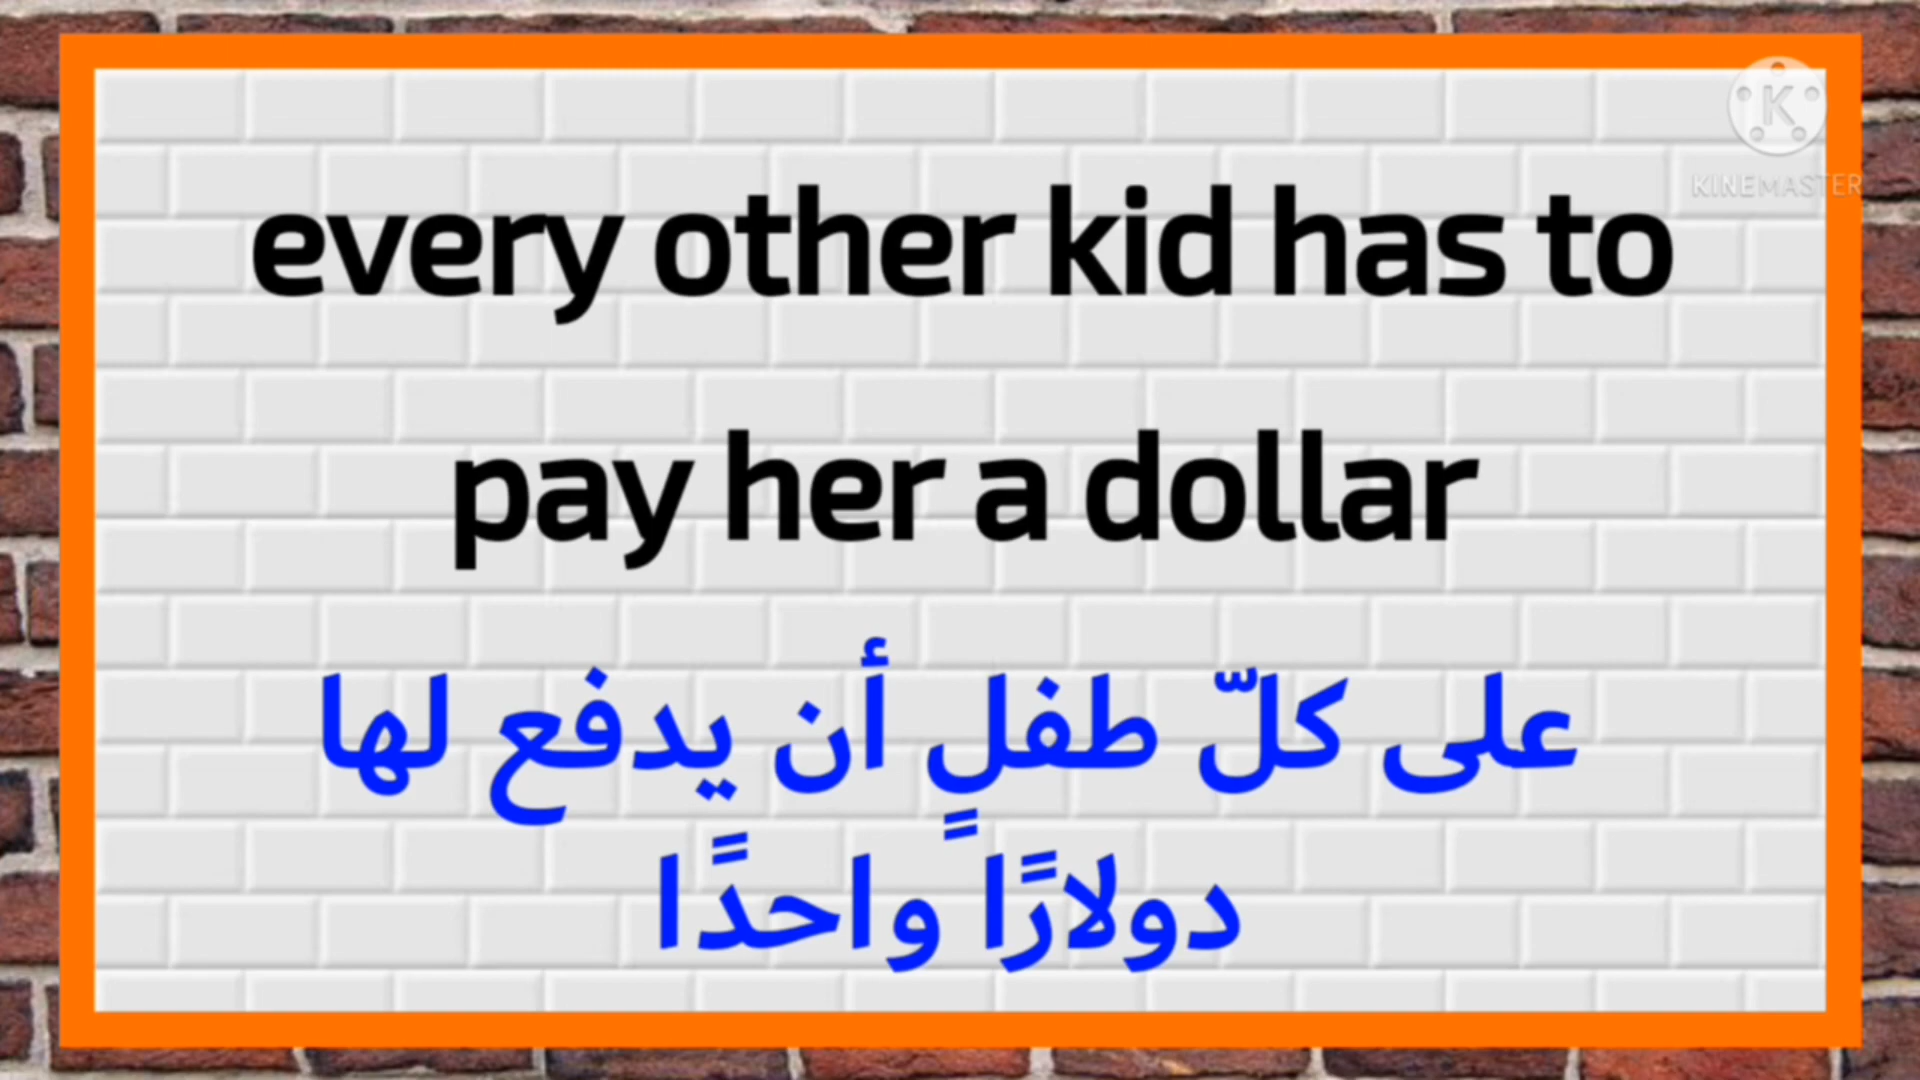 KINEMASTER
every other kid has to
pay her a dollar
على كلّ طفلٍ أن يدفع لها
دولارًا واحدًا